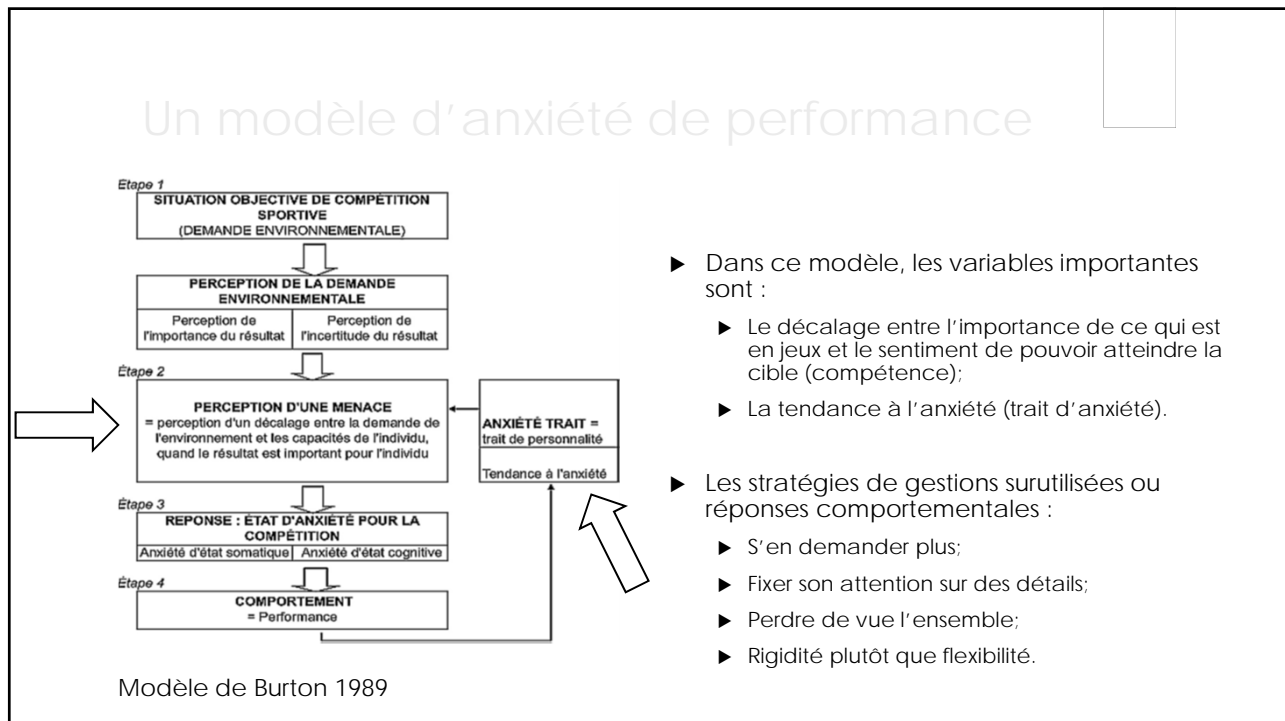 Un modèle d'anxiété de performance
Etape 1
SITUATION OBJECTIVE DE COMPÉTITION
SPORTIVE
(DEMANDE ENVIRONNEMENTALE)
PERCEPTION DE LA DEMANDE
ENVIRONNEMENTALE
Perception de
l'importance du résultat
Perception de
l'incertitude du résultat
Étape 2
PERCEPTION D'UNE MENACE
= perception d'un décalage entre la demande de
l'environnement et les capacités de l'individu,
quand le résultat est important pour l'individu
ANXIÉTÉ TRAIT =
trait de personnalité
Tendance à l'anxiété
Étape 3
REPONSE : ÉTAT D'ANXIÉTÉ POUR LA
COMPÉTITION
Anxiété d'état somatique
Anxiété d'état cognitive
Étape 4
COMPORTEMENT
= Performance
Modèle de Burton 1989
▶ Dans ce modèle, les variables importantes
sont :
▶ Le décalage entre l'importance de ce qui est
en jeux et le sentiment de pouvoir atteindre la
cible (compétence);
▶ La tendance à l'anxiété (trait d'anxiété).
▶ Les stratégies de gestions surutilisées ou
réponses comportementales :
▶ S'en demander plus;
▶ Fixer son attention sur des détails;
▶ Perdre de vue l'ensemble;
▶ Rigidité plutôt que flexibilité.